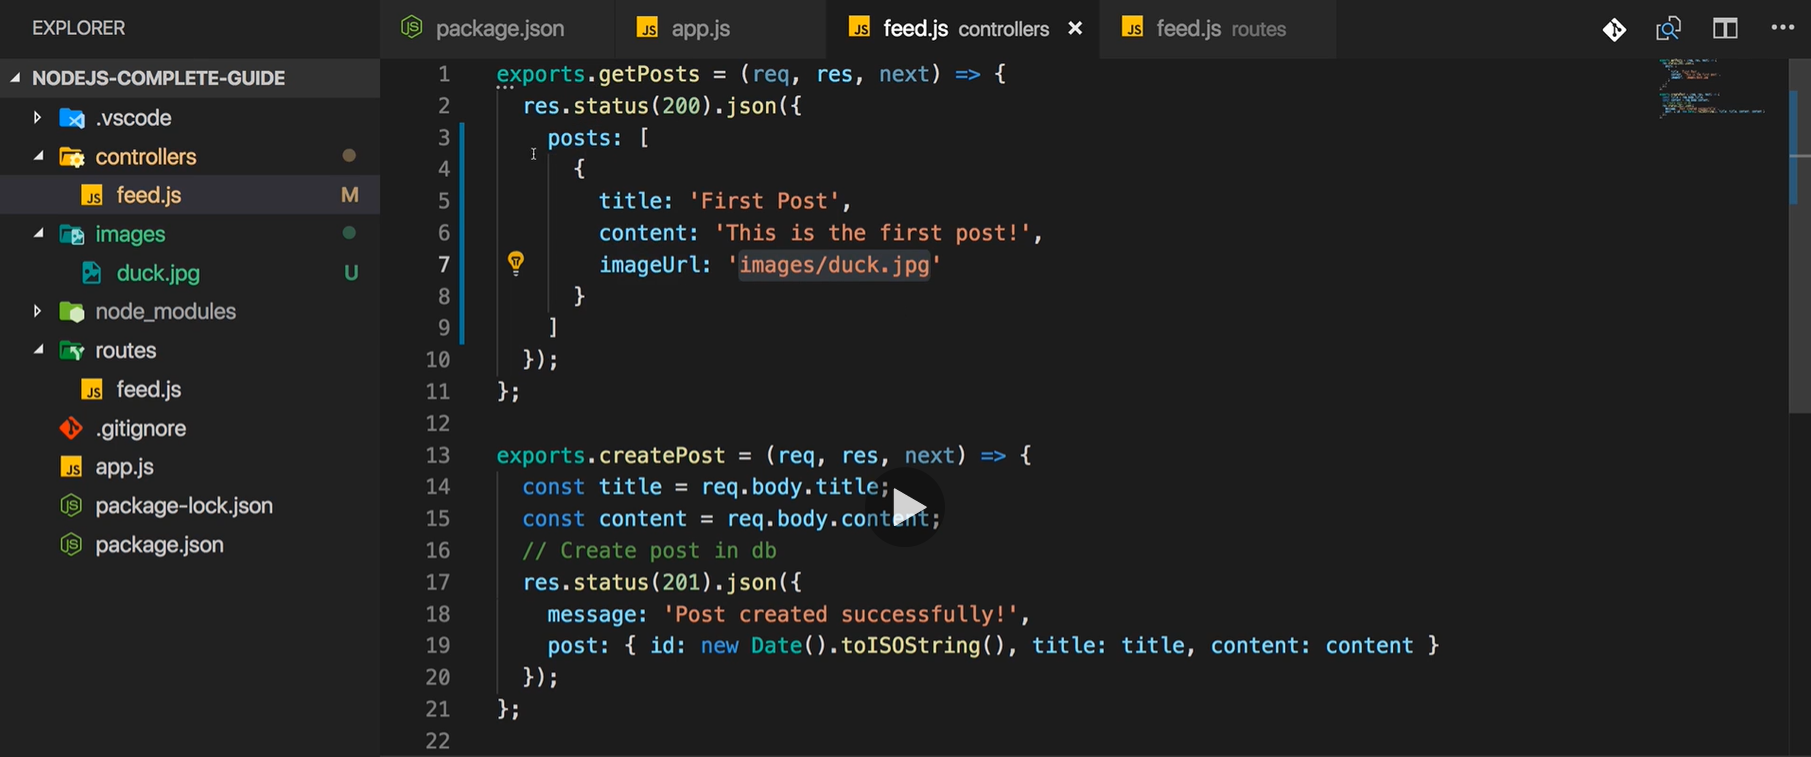 EXPLORER
NODEJS-COMPLETE-GUIDE
.vscode
controllers
feed.js M
images
duck.jpg U
node_modules
routes
feed.js
.gitignore
app.js
package-lock.json
package.json
package.json
app.js
feed.js controllers
feed.js routes
1 exports.getPosts = (req, res, next) => {
2 res.status(200).json({
3 posts: [
4 {
5 title: 'First Post',
6 content: 'This is the first post!',
7 imageUrl: 'images/duck.jpg'
8 }
9 ]
10 });
11 };
12
13 exports.createPost = (req, res, next) => {
14 const title = req.body.title;
15 const content = req.body.content;
16 // Create post in db
17 res.status(201).json({
18 message: 'Post created successfully!',
19 post: { id: new Date().toISOString(), title: title, content: content }
20 });
21 };
22